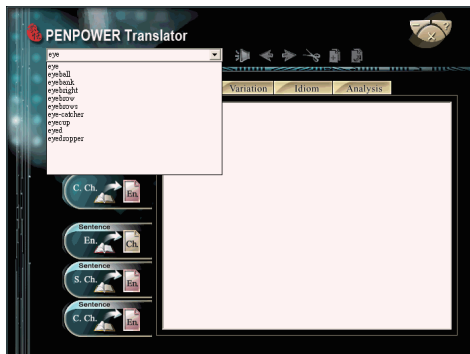 PENPOWER Translator
eye
eye
eyeball
eyebank
eyebright
eyebrow
eyebrows
eye-catcher
eyecup
eyed
eyedropper
Variation Idiom Analysis
C. Ch. En.
Sentence
En. Ch.
Sentence
S. Ch. En.
Sentence
C. Ch. En.